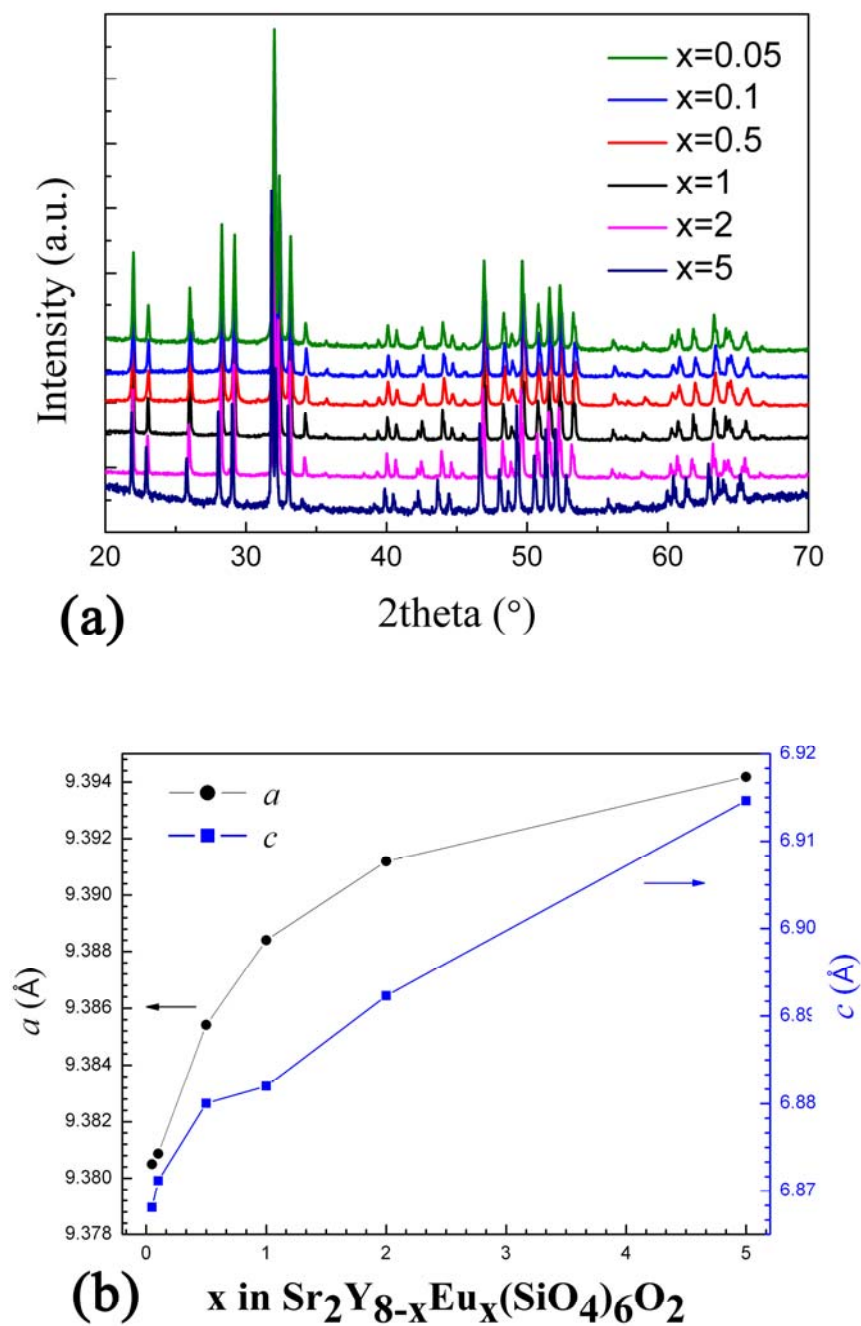 x=0.05
x=0.1
x=0.5
x=1
x=2
x=5
Intensity (a.u.)
20 30 40 50 60 70
2theta (°)
(a)
9.394
9.392
9.390
9.388
9.386
9.384
9.382
9.380
9.378
a (Å)
a
c
6.92
6.91
6.90
6.89
6.88
6.87
c (Å)
0 1 2 3 4 5
(b) x in Sr₂Y₈₋ₓEuₓ(SiO₄)₆O₂